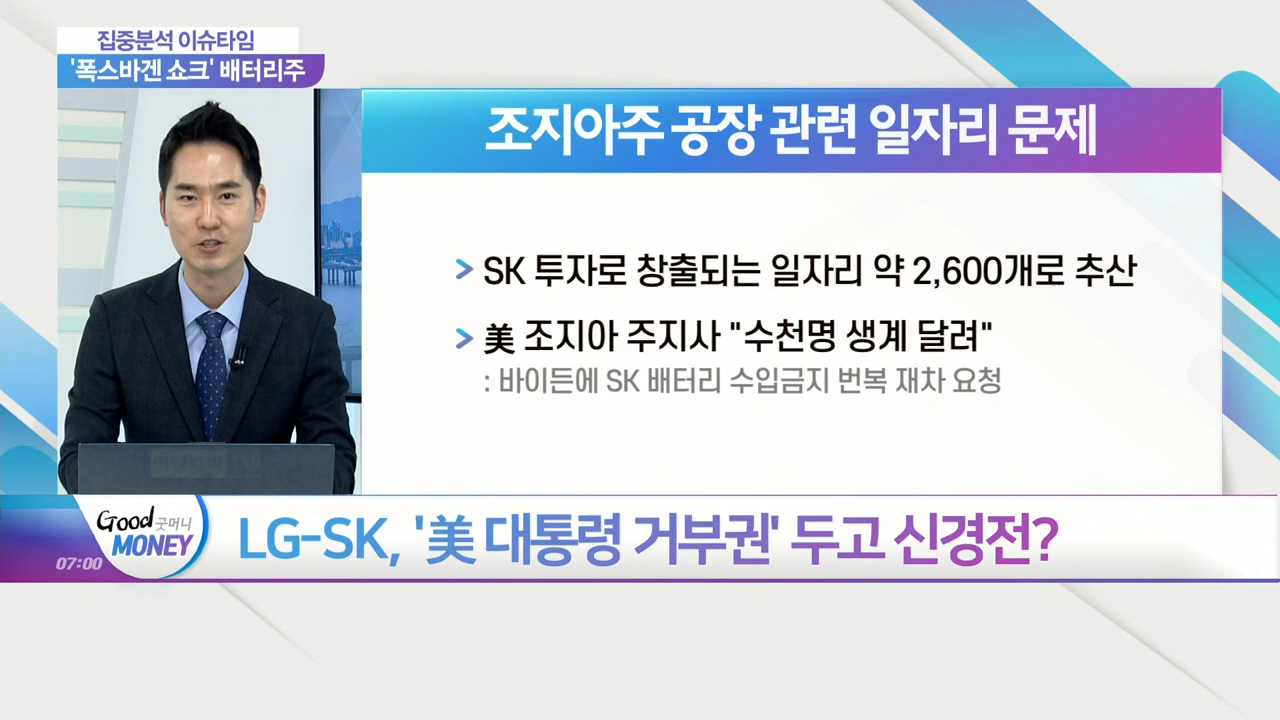 집중분석 이슈타임
'폭스바겐 쇼크' 배터리주
조지아주 공장 관련 일자리 문제
> SK 투자로 창출되는 일자리 약 2,600개로 추산
> 美 조지아 주지사 "수천명 생계 달려"
: 바이든에 SK 배터리 수입금지 번복 재차 요청
Good 굿머니
MONEY
07:00
LG-SK, '美 대통령 거부권' 두고 신경전?